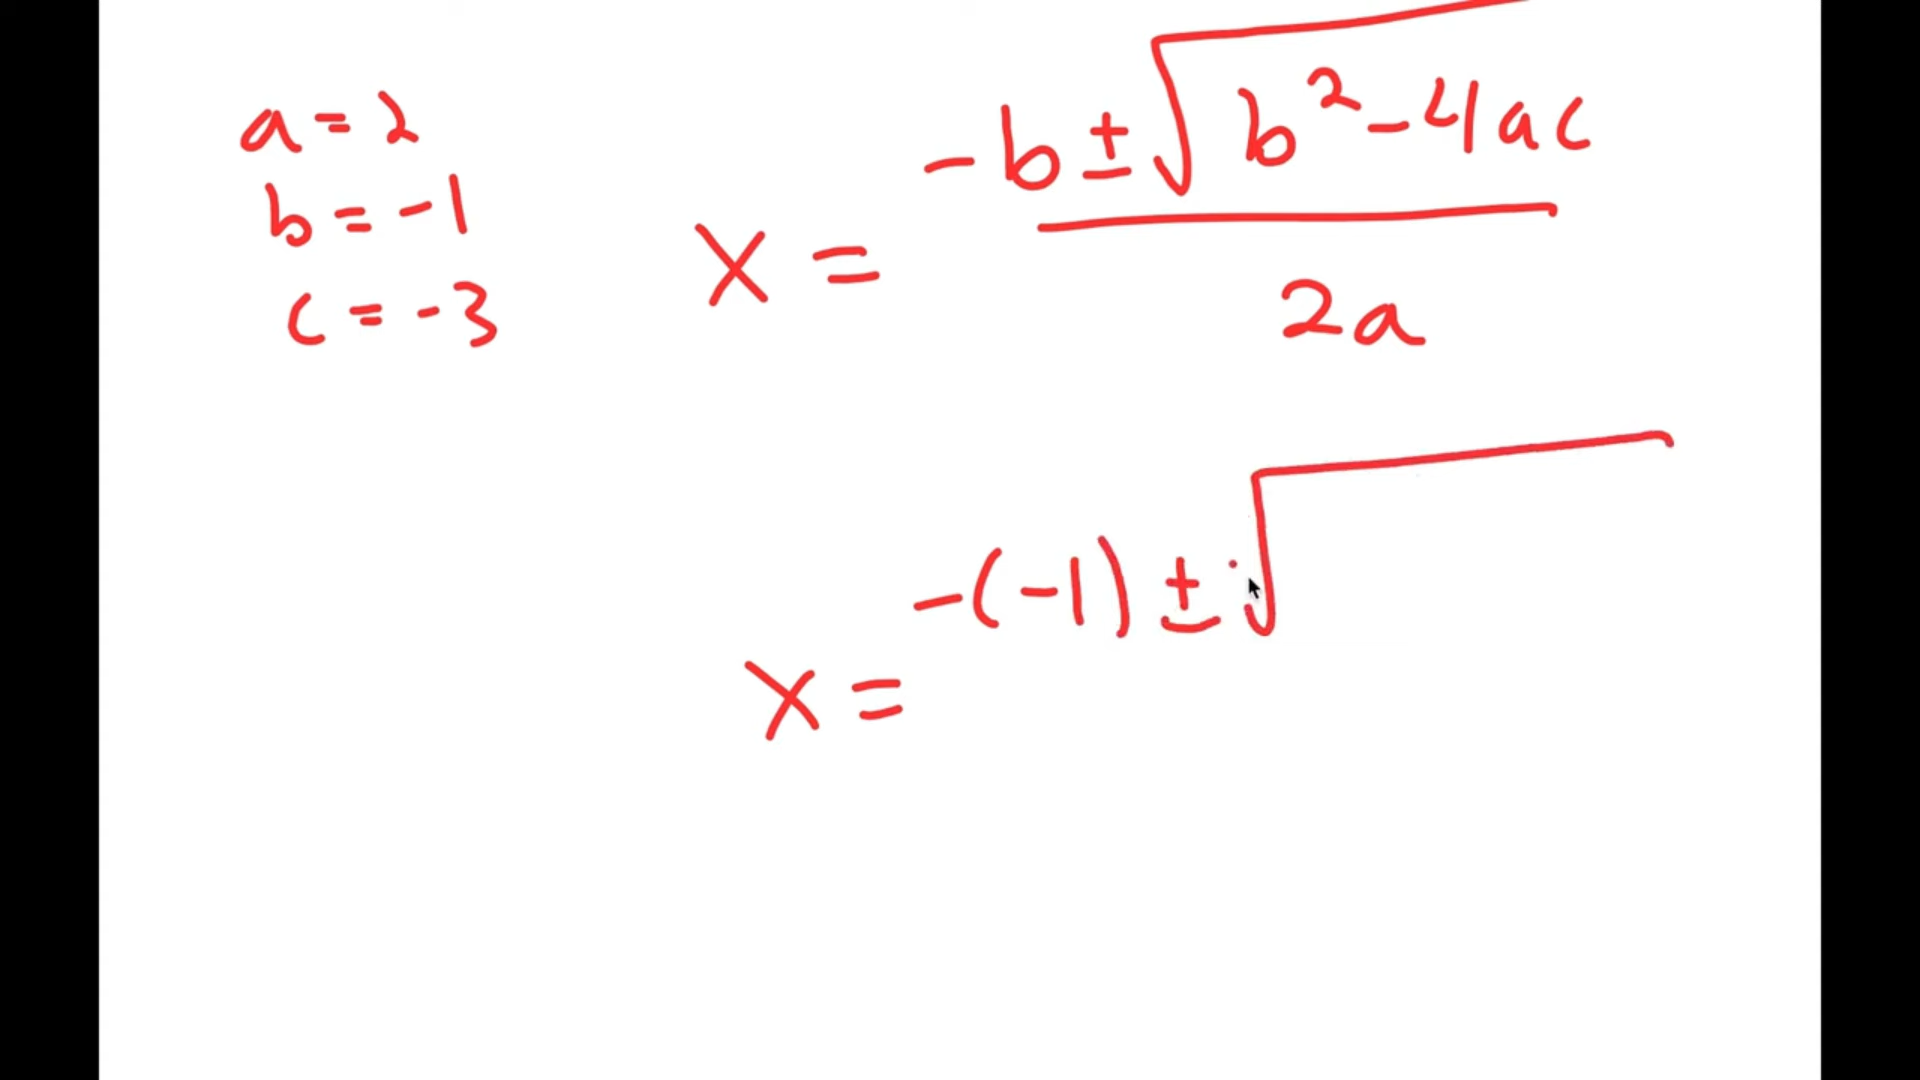 a = 2
b = -1
c = -3
x = -b ± √b² - 4ac
2a
x = -(-1) ± √